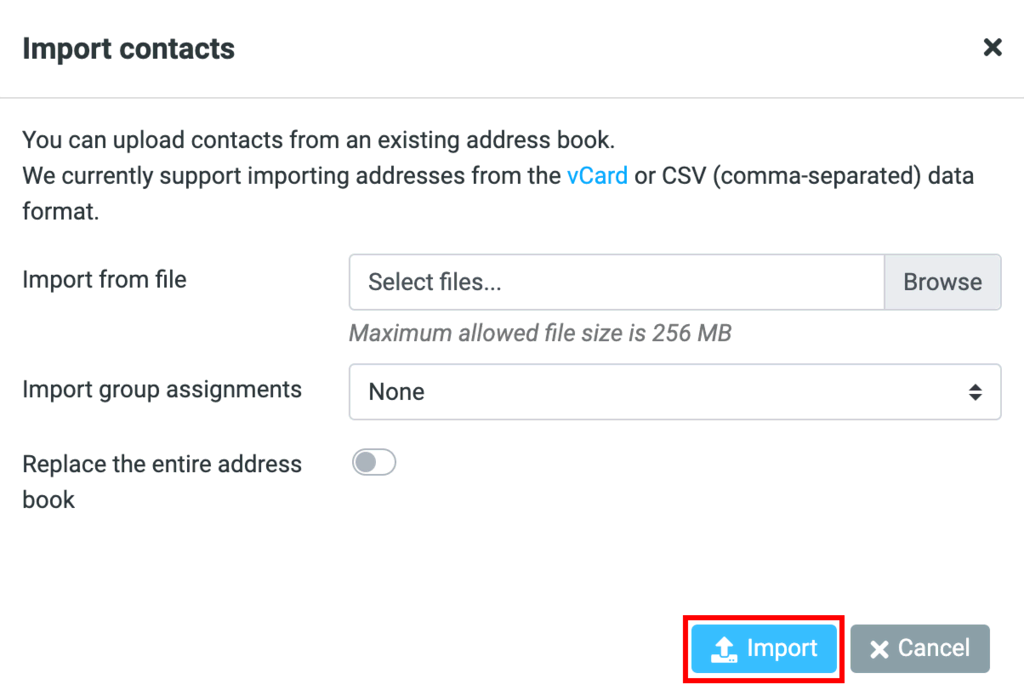 Import contacts
You can upload contacts from an existing address book.
We currently support importing addresses from the vCard or CSV (comma-separated) data
format.
Import from file
Select files...
Browse
Maximum allowed file size is 256 MB
Import group assignments
None
Replace the entire address
book
Import
Cancel